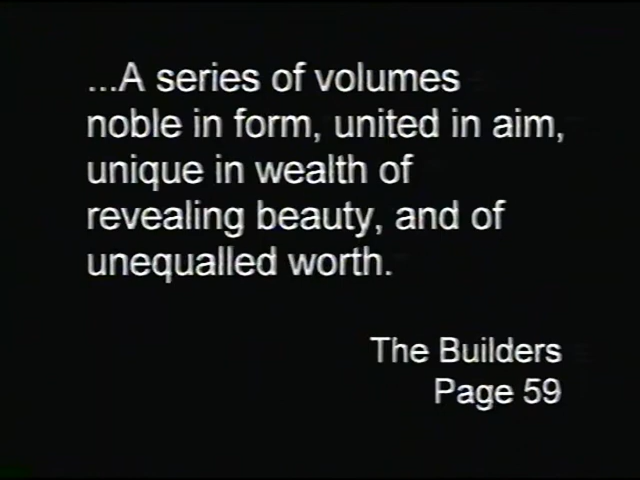 ...A series of volumes
noble in form, united in aim,
unique in wealth of
revealing beauty, and of
unequalled worth.
The Builders
Page 59